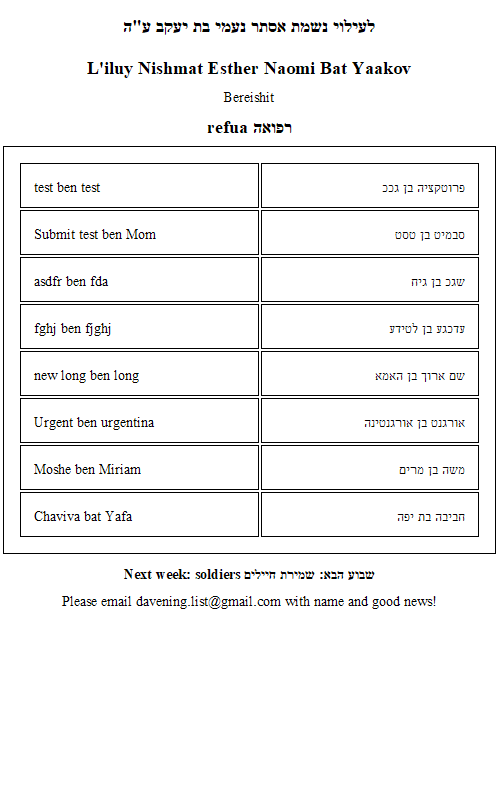 לעילוי נשמת אסתר נעמי בת יעקב ע"ה
L'iluy Nishmat Esther Naomi Bat Yaakov
Bereishit
refua רפואה
test ben test פרוטקציה בן גככ
Submit test ben Mom סבמיט בן טסט
asdfr ben fda שגכ בן גיח
fghj ben fjghj עדכגע בן לטידע
new long ben long שם ארוך בן האמא
Urgent ben urgentina אורגנט בן אורגנטינה
Moshe ben Miriam משה בן מרים
Chaviva bat Yafa חביבה בת יפה
Next week: soldiers שבוע הבא: שמירת חיילים
Please email davening.list@gmail.com with name and good news!